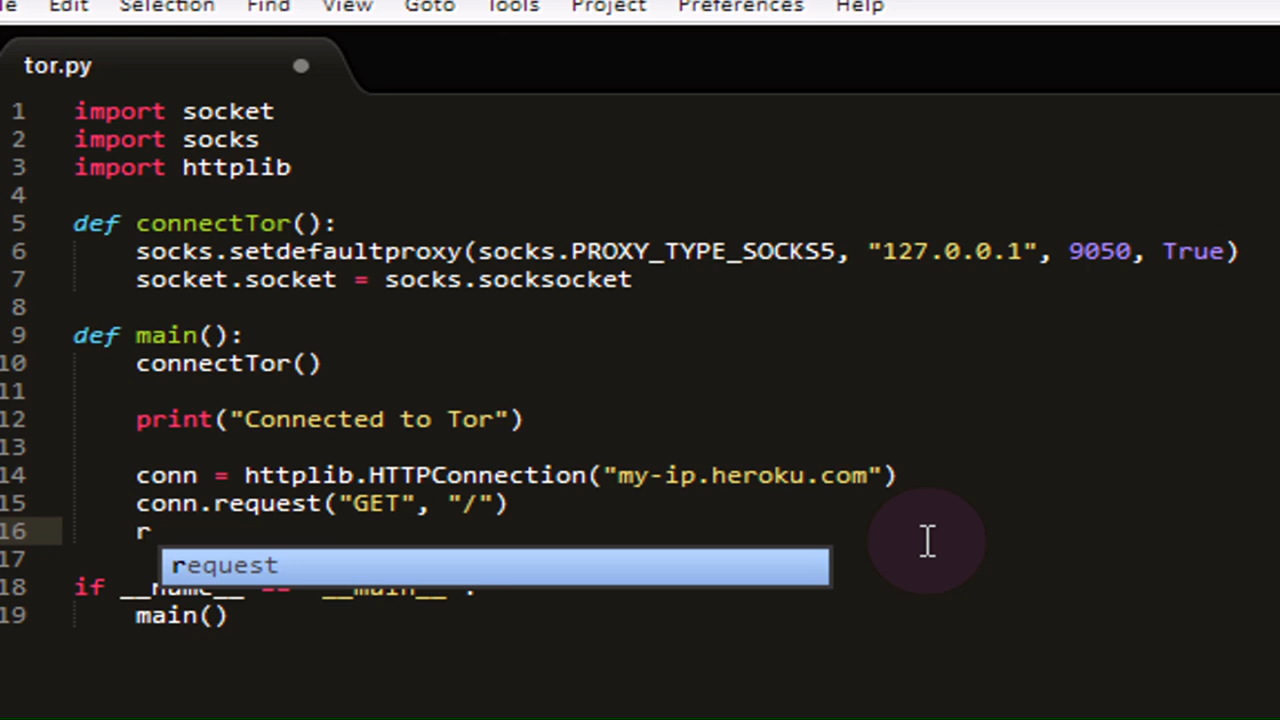 Edit Selection Find View Goto Tools Project Preferences Help
tor.py
1 import socket
2 import socks
3 import httplib
4
5 def connectTor():
6 socks.setdefaultproxy(socks.PROXY_TYPE_SOCKS5, "127.0.0.1", 9050, True)
7 socket.socket = socks.socksocket
8
9 def main():
10 connectTor()
11
12 print("Connected to Tor")
13
14 conn = httplib.HTTPConnection("my-ip.heroku.com")
15 conn.request("GET", "/")
16 r
request
17
18 if __name__ == "__main__":
19 main()